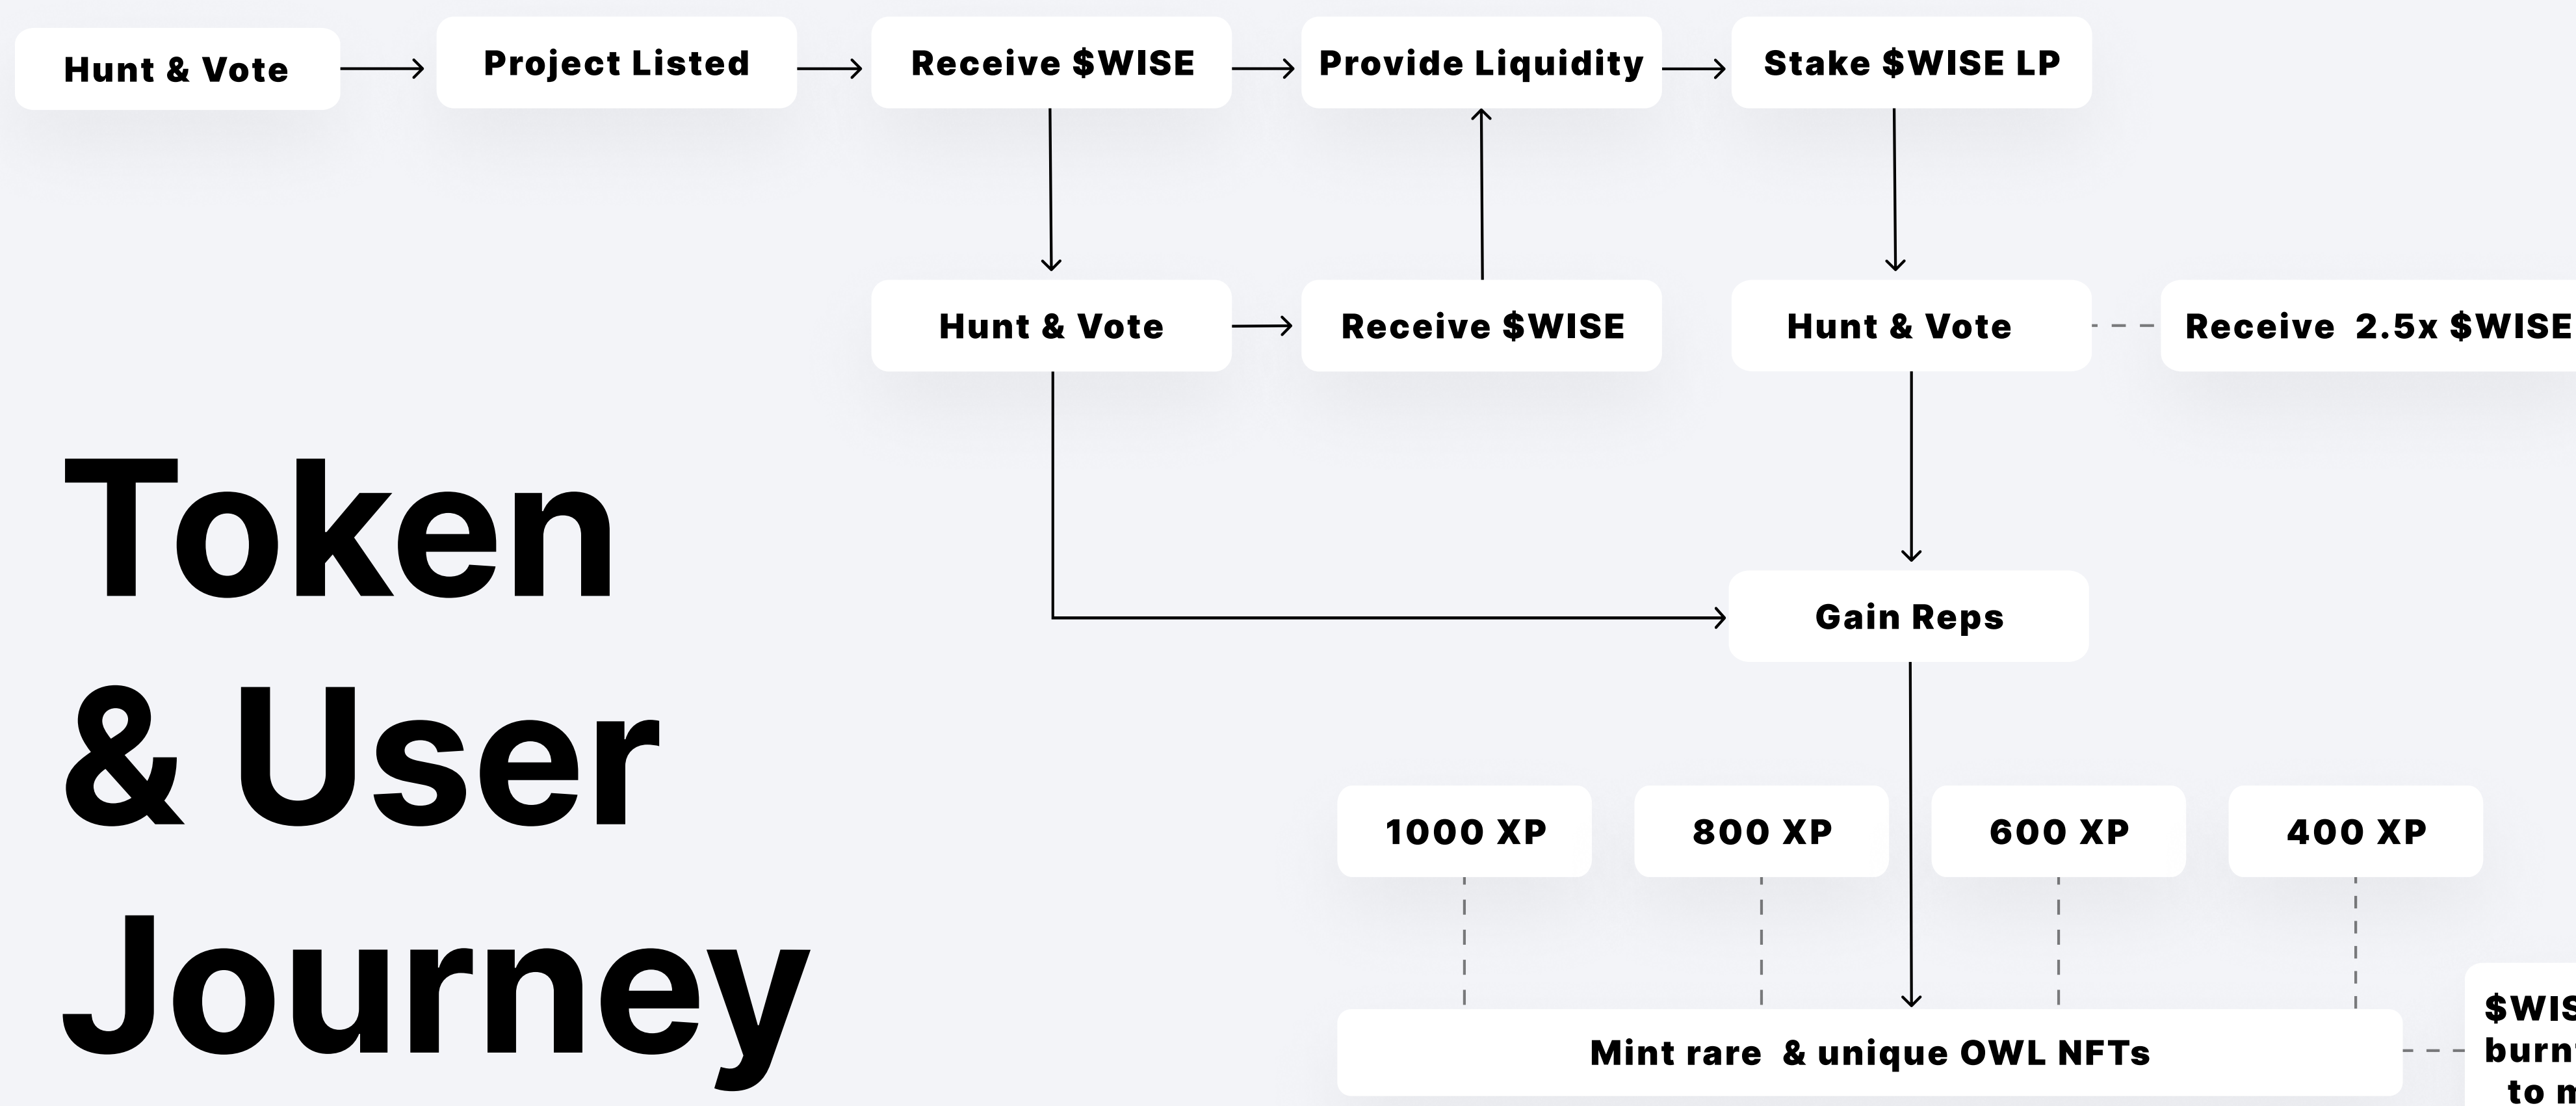 Hunt & Vote
Project Listed
Receive $WISE
Provide Liquidity
Stake $WISE LP
Hunt & Vote
Receive $WISE
Hunt & Vote
Receive 2.5x $WISE
Token
& User
Journey
Gain Reps
1000 XP
800 XP
600 XP
400 XP
Mint rare & unique OWL NFTs
to